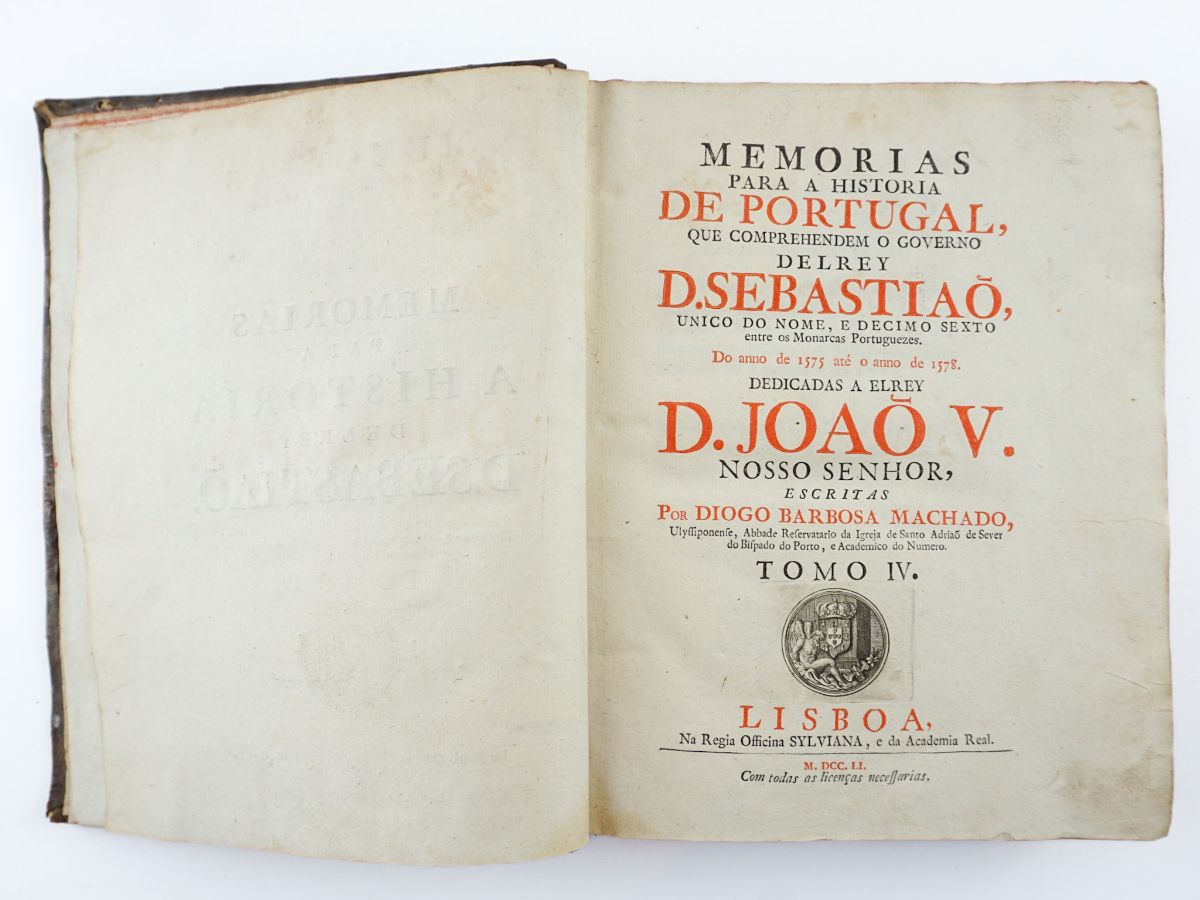 MEMORIAS
PARA A HISTORIA
DE PORTUGAL,
QUE COMPREHENDEM O GOVERNO
DELREY
D. SEBASTIAÕ,
UNICO DO NOME, E DECIMO SEXTO
entre os Monarcas Portuguezes.
Do anno de 1575 até o anno de 1578.
DEDICADAS A ELREY
D. JOAÕ V.
NOSSO SENHOR,
ESCRITAS
POR DIOGO BARBOSA MACHADO,
Ulyſſiponenſe, Abbade Reſervatario da Igreja de Santo Adriaõ de Sever
do Biſpado do Porto, e Academico do Numero.
TOMO IV.
LISBOA,
Na Regia Officina SYLVIANA, e da Academia Real.
M. DCC. LI.
Com todas as licenças neceſſarias.